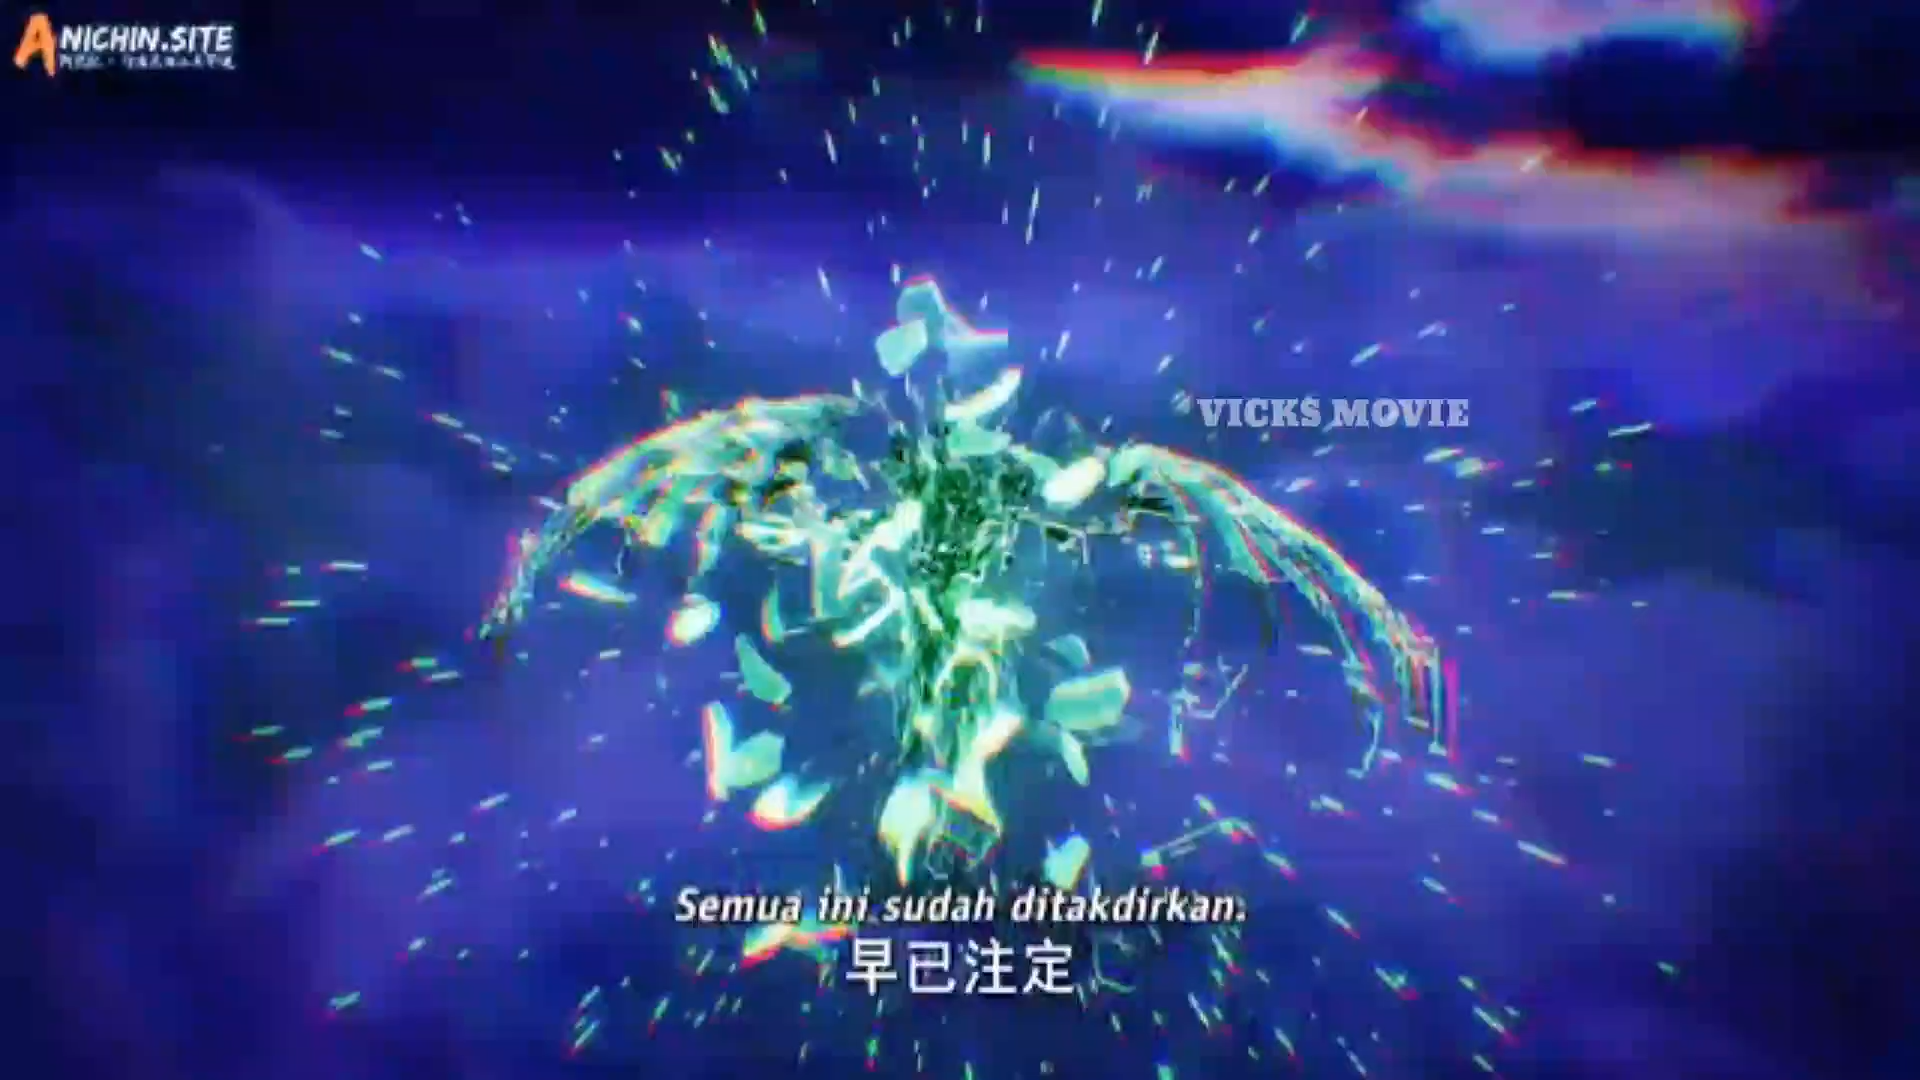 ANICHIN.SITE
VICKS MOVIE
Semua ini sudah ditakdirkan.
早已注定